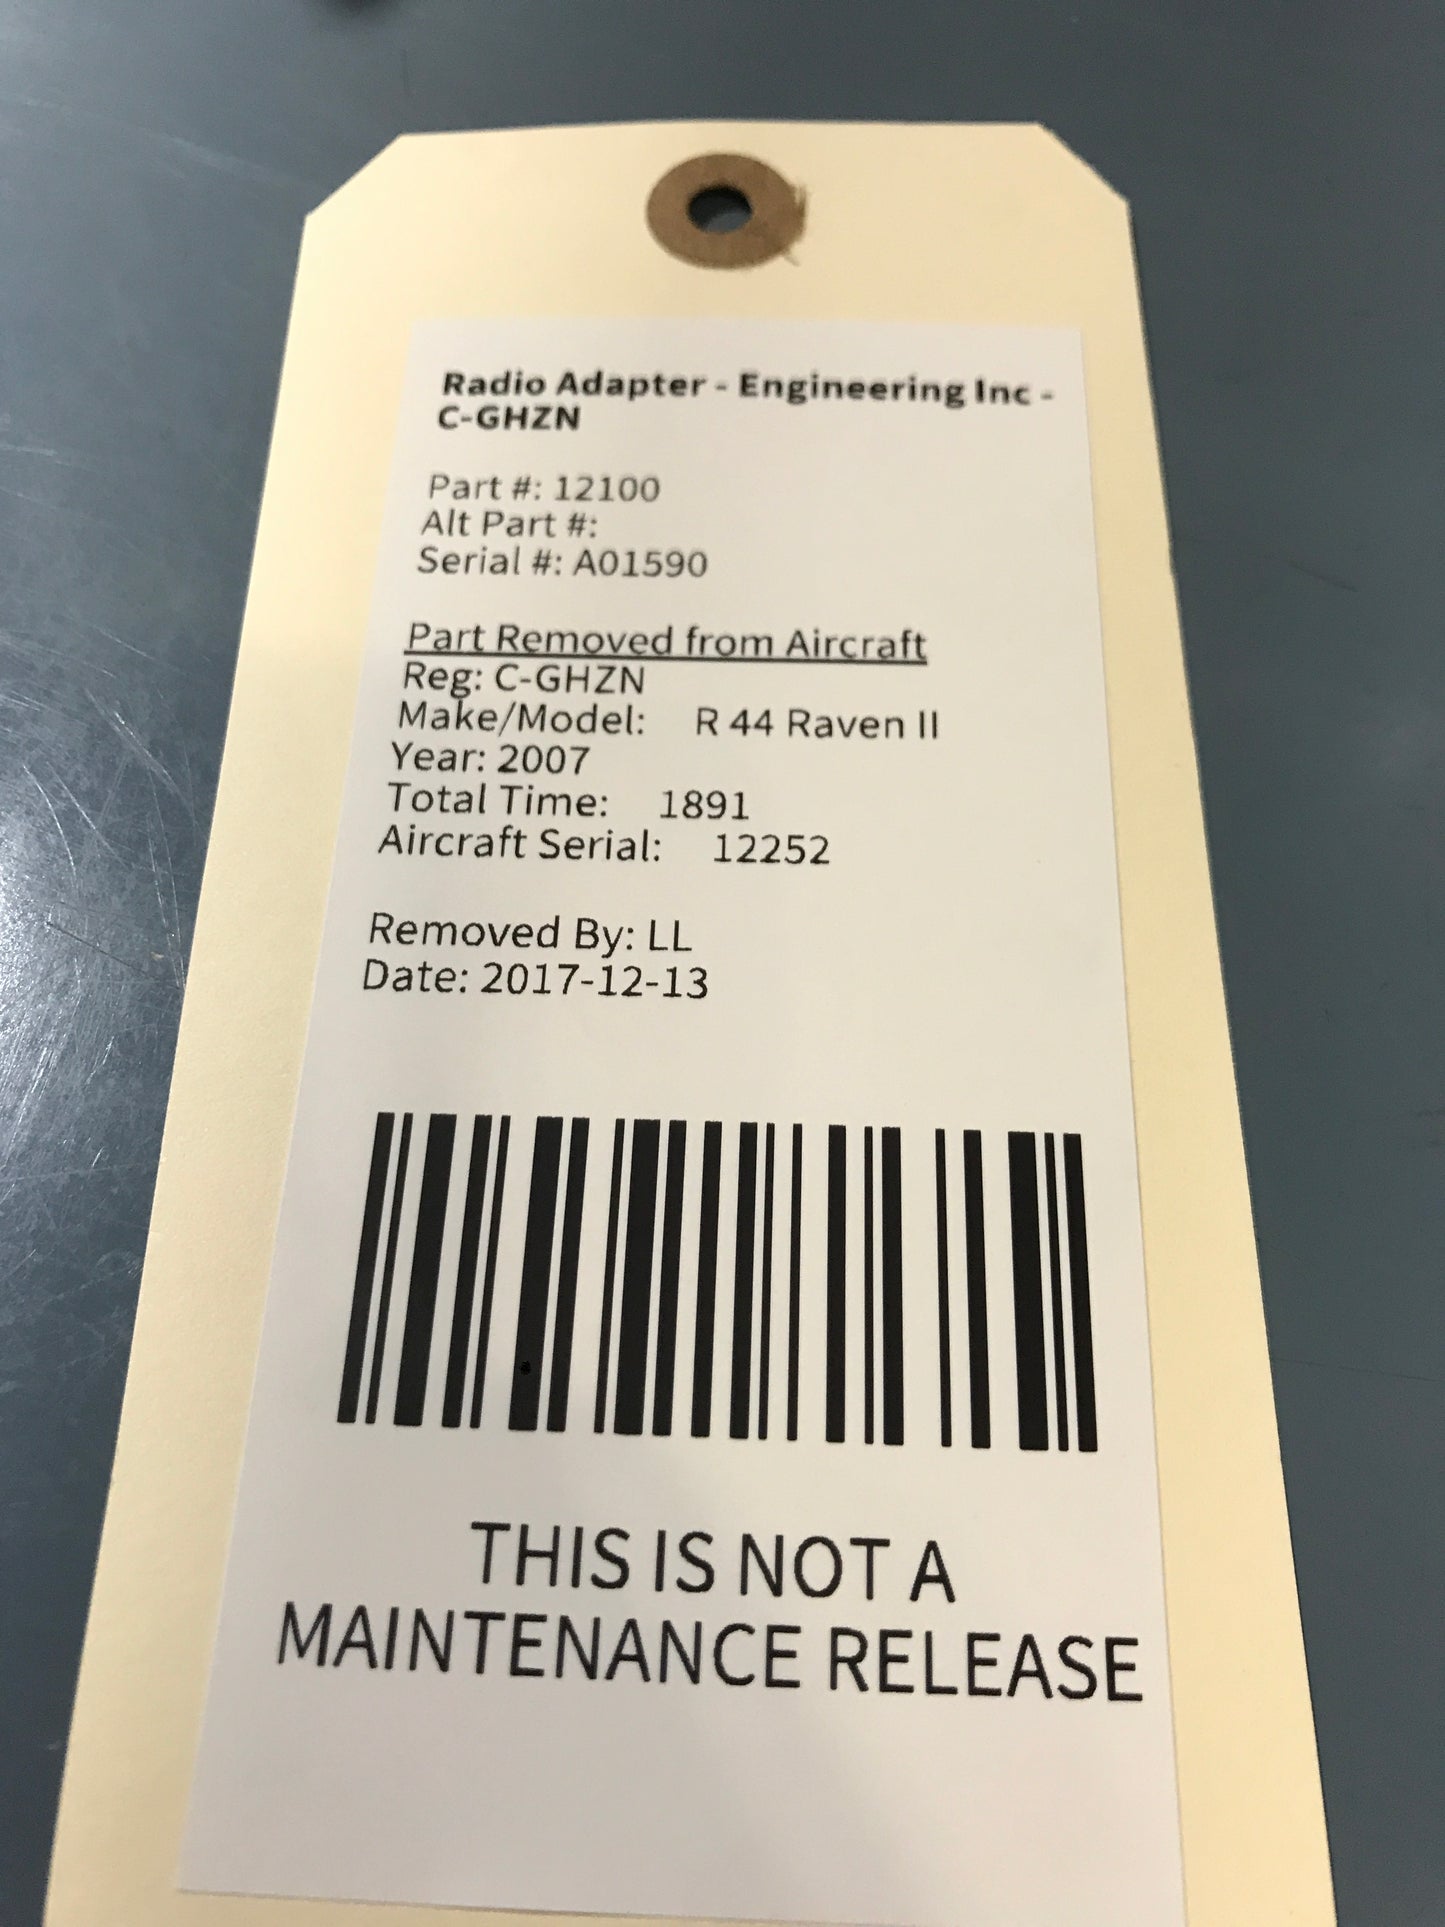 Radio Adapter - Engineering Inc -
C-GHZN
Part #: 12100
Alt Part #:
Serial #: A01590
Part Removed from Aircraft
Reg: C-GHZN
Make/Model: R 44 Raven II
Year: 2007
Total Time: 1891
Aircraft Serial: 12252
Removed By: LL
Date: 2017-12-13
THIS IS NOT A
MAINTENANCE RELEASE